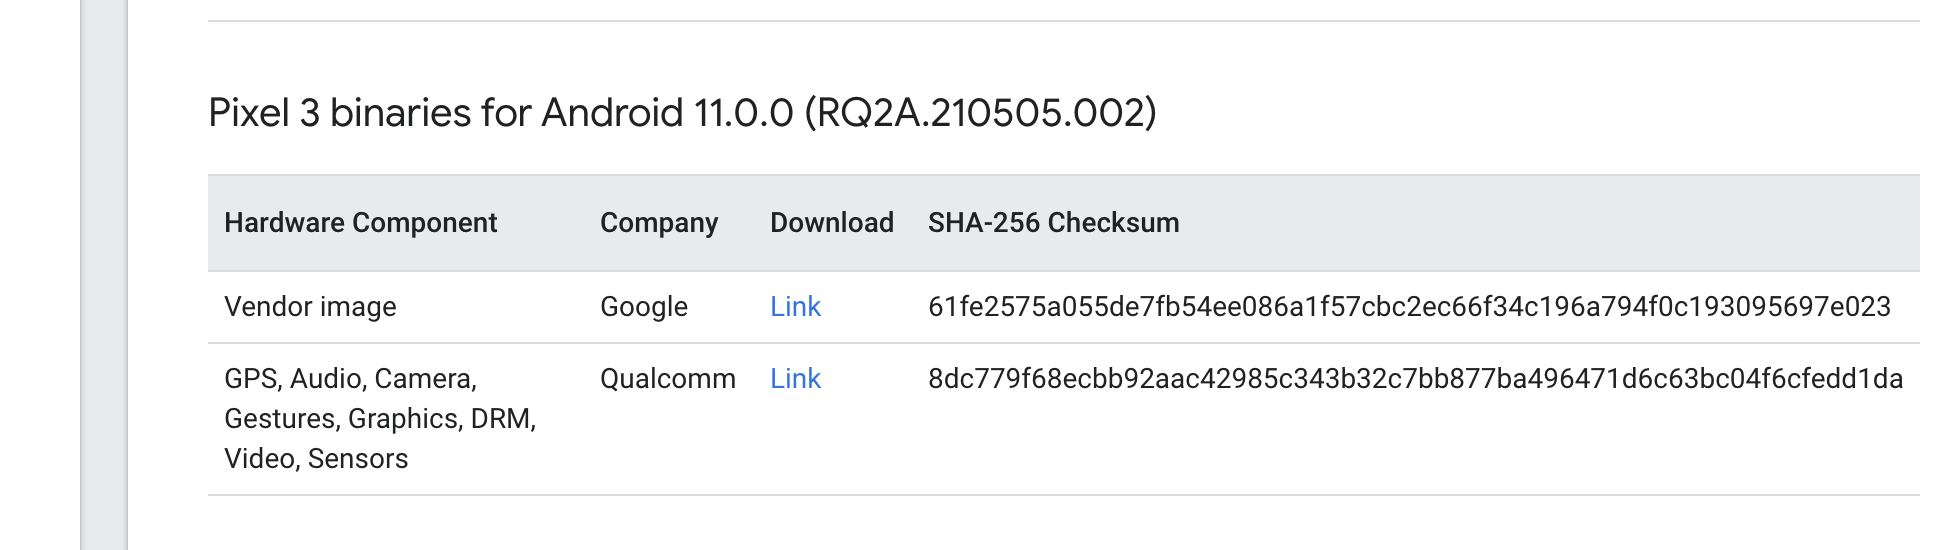 Pixel 3 binaries for Android 11.0.0 (RQ2A.210505.002)
Hardware Component Company Download SHA-256 Checksum
Vendor image Google Link 61fe2575a055de7fb54ee086a1f57cbc2ec66f34c196a794f0c193095697e023
GPS, Audio, Camera, Qualcomm Link 8dc779f68ecbb92aac42985c343b32c7bb877ba496471d6c63bc04f6cfedd1da
Gestures, Graphics, DRM,
Video, Sensors